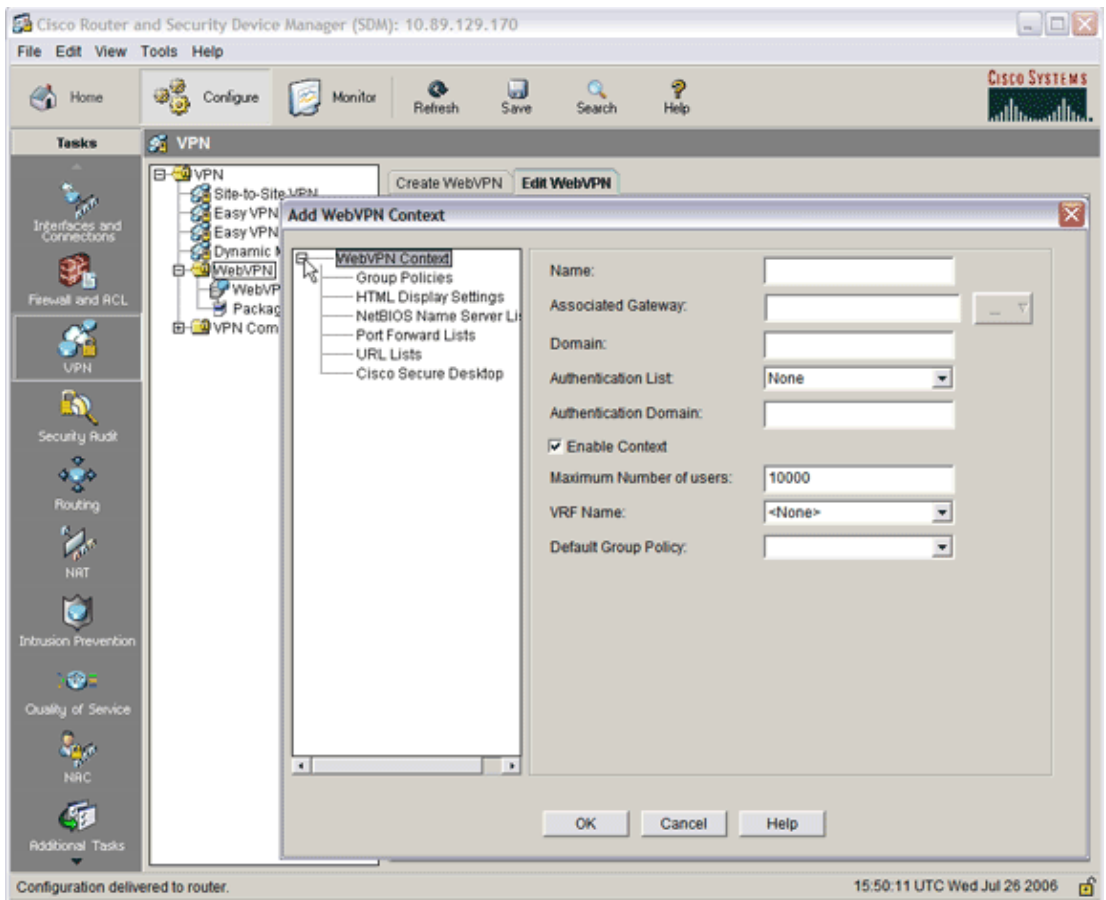 Cisco Router and Security Device Manager (SDM): 10.89.129.170
File Edit View Tools Help
Home Configure Monitor Refresh Save Search Help
CISCO SYSTEMS
Tasks
VPN
Interfaces and Connections
Firewall and ACL
VPN
Security Audit
Routing
NAT
Intrusion Prevention
Quality of Service
NAC
Additional Tasks
VPN
Site-to-Site VPN
Easy VPN
Easy VPN
Dynamic
WebVPN
WebVP
Packag
VPN Com
Create WebVPN Edit WebVPN
Add WebVPN Context
WebVPN Context
Group Policies
HTML Display Settings
NetBIOS Name Server Li
Port Forward Lists
URL Lists
Cisco Secure Desktop
Name:
Associated Gateway:
...
Domain:
Authentication List: None
Authentication Domain:
Enable Context
Maximum Number of users: 10000
VRF Name: <None>
Default Group Policy:
OK Cancel Help
Configuration delivered to router.
15:50:11 UTC Wed Jul 26 2006